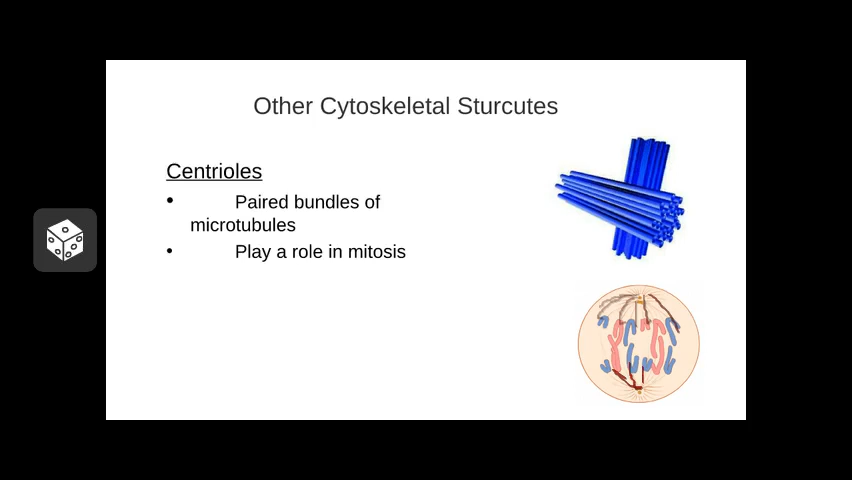 Other Cytoskeletal Sturcutes
Centrioles
• Paired bundles of
microtubules
• Play a role in mitosis